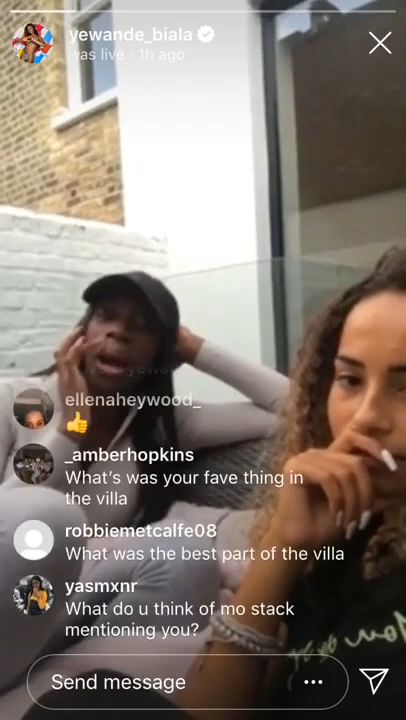 yewande_biala
was live · 1h ago
ellenaheywood_
👍
_amberhopkins
What's was your fave thing in
the villa
robbiemetcalfe08
What was the best part of the villa
yasmxnr
What do u think of mo stack
mentioning you?
Send message